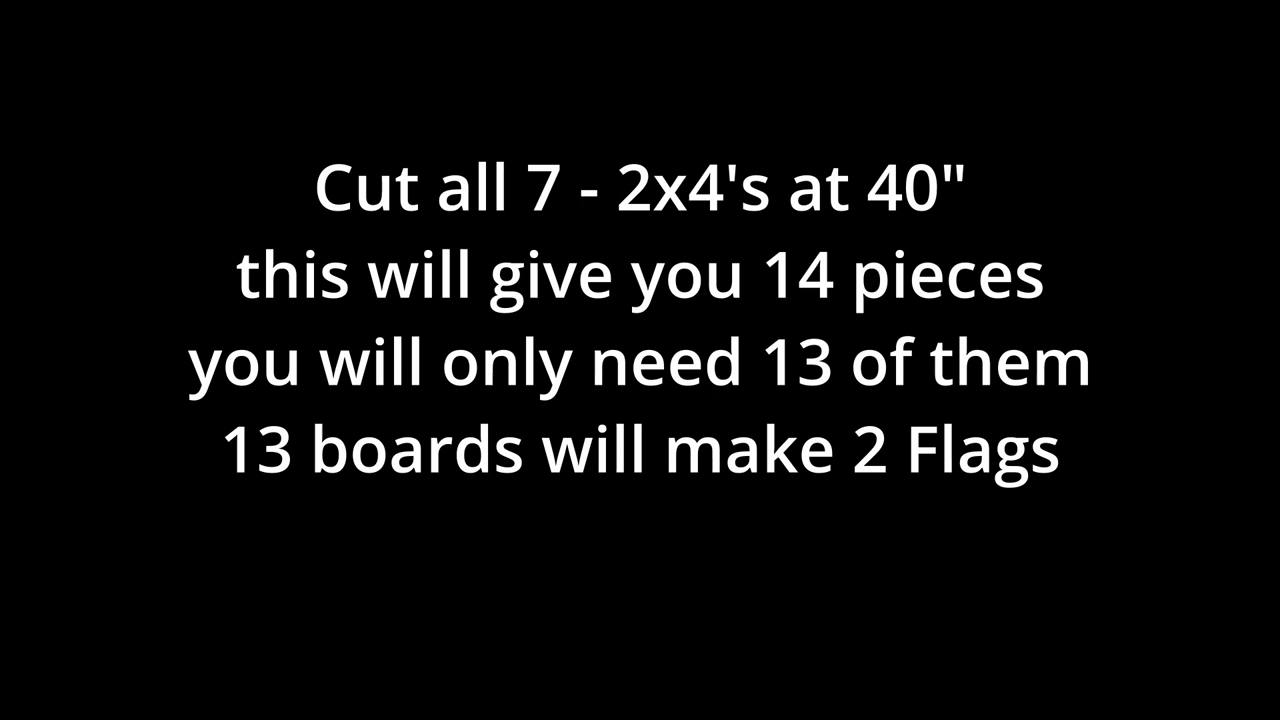 Cut all 7 - 2x4's at 40"
this will give you 14 pieces
you will only need 13 of them
13 boards will make 2 Flags